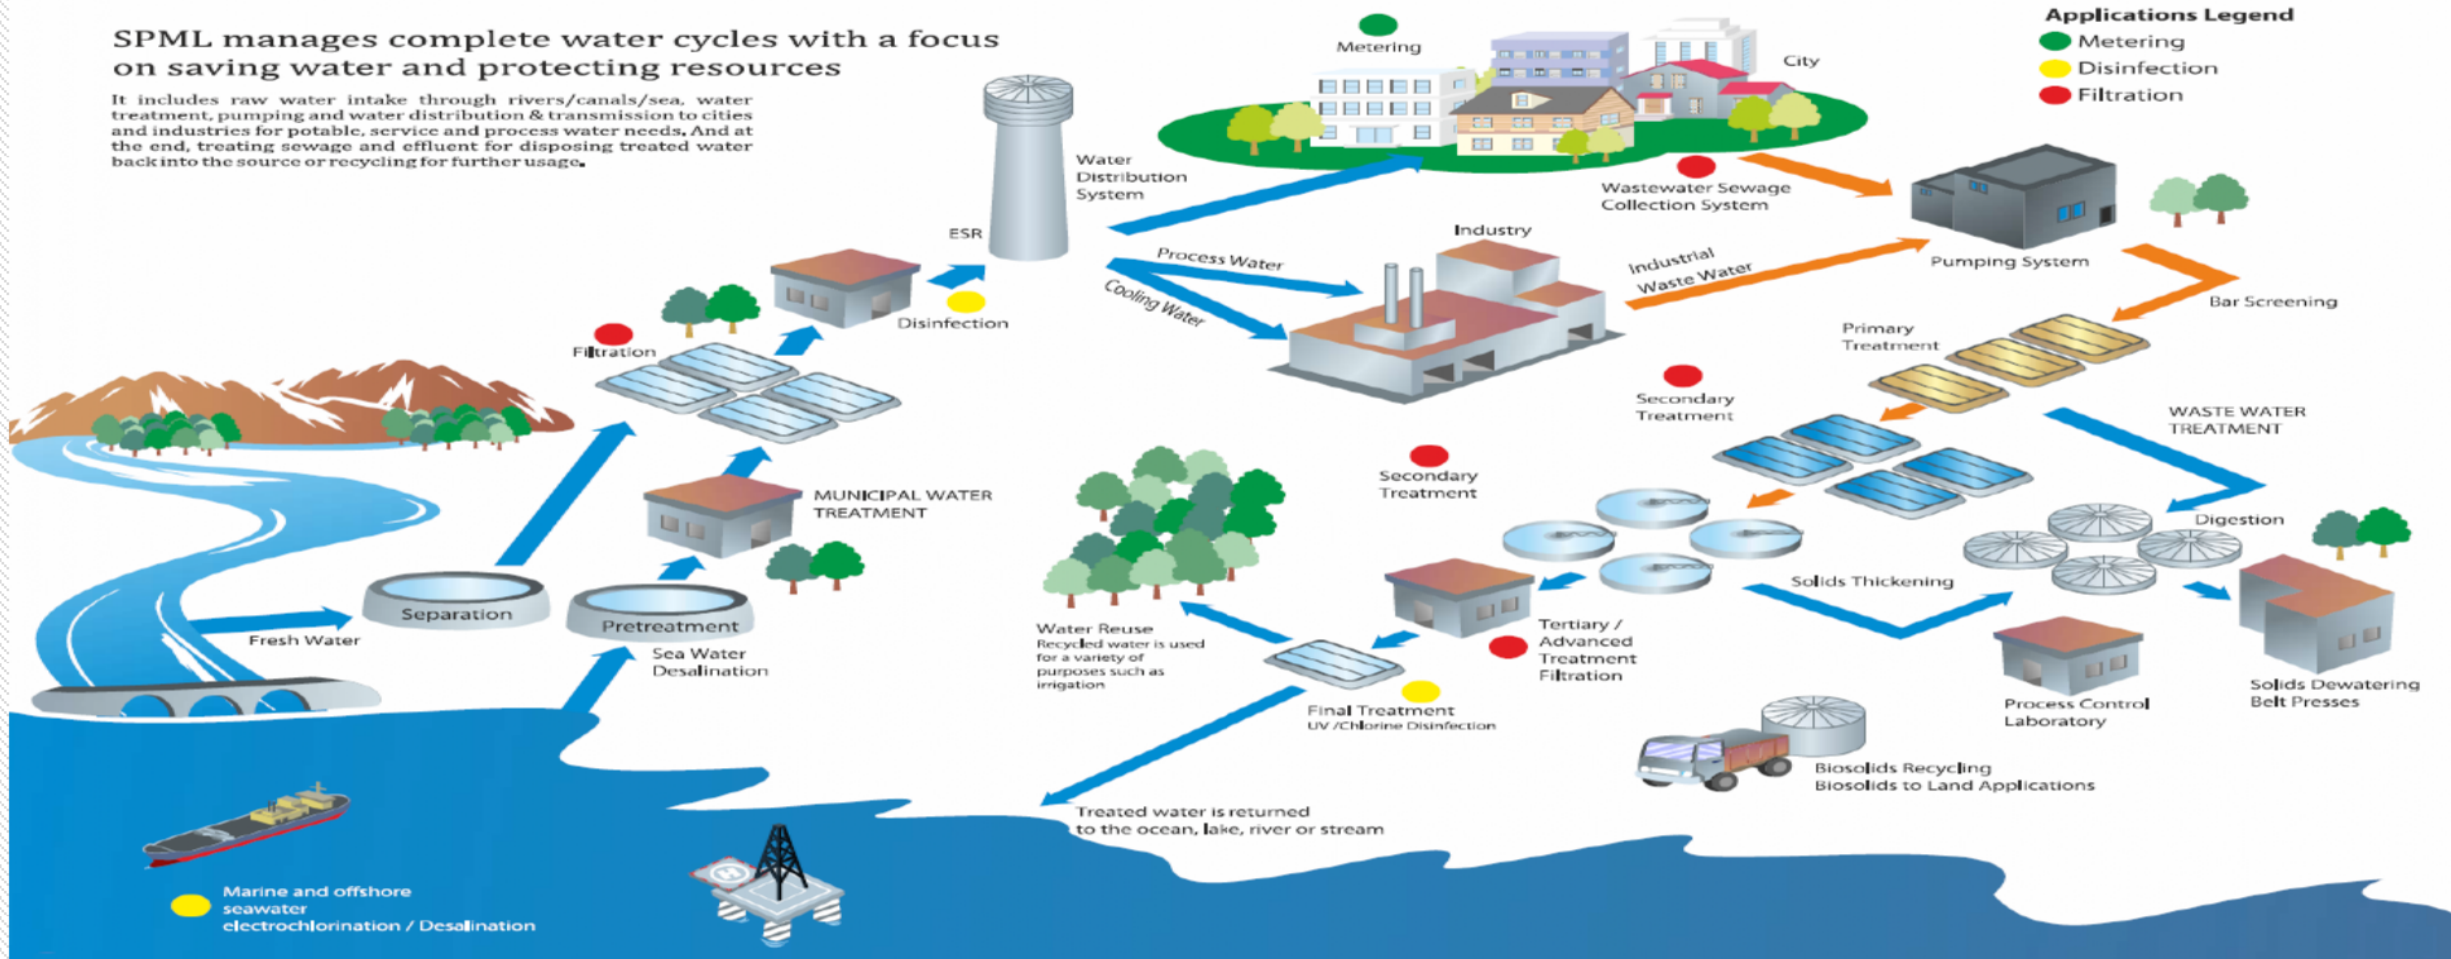 SPML manages complete water cycles with a focus
on saving water and protecting resources
It includes raw water intake through rivers/canals/sea, water
treatment, pumping and water distribution & transmission to cities
and industries for potable, service and process water needs. And at
the end, treating sewage and effluent for disposing treated water
back into the source or recycling for further usage.
Applications Legend
Metering
Disinfection
Filtration
Metering
City
Water
Distribution
System
ESR
Wastewater Sewage
Collection System
Industry
Process Water
Cooling Water
Industrial
Waste Water
Pumping System
Bar Screening
Primary
Treatment
Disinfection
Filtration
Secondary
Treatment
WASTE WATER
TREATMENT
Secondary
Treatment
MUNICIPAL WATER
TREATMENT
Digestion
Solids Thickening
Separation
Pretreatment
Fresh Water
Sea Water
Desalination
Water Reuse
Recycled water is used
for a variety of
purposes such as
irrigation
Tertiary /
Advanced
Treatment
Filtration
Final Treatment
UV /Chlorine Disinfection
Process Control
Laboratory
Solids Dewatering
Belt Presses
Biosolids Recycling
Biosolids to Land Applications
Treated water is returned
to the ocean, lake, river or stream
H
Marine and offshore
seawater
electrochlorination / Desalination